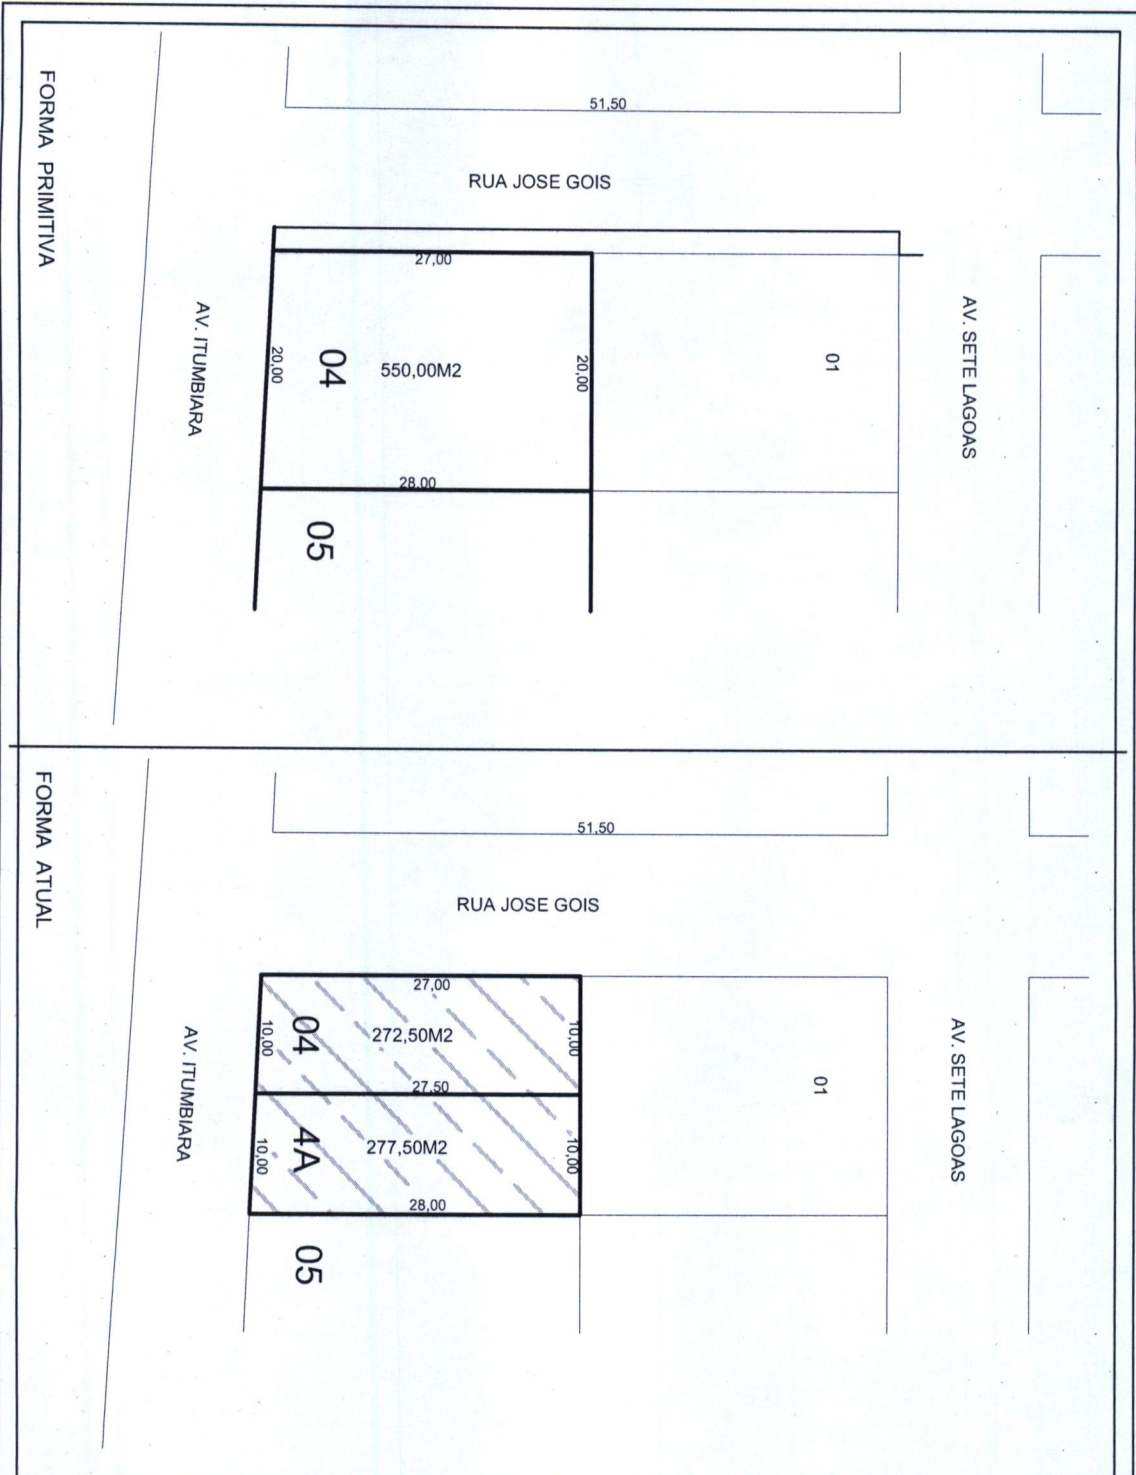 FORMA PRIMITIVA
51,50
RUA JOSE GOIS
27,00
AV. ITUMBIARA
20,00
04
550,00M2
20,00
01
AV. SETE LAGOAS
28,00
05
FORMA ATUAL
51,50
RUA JOSE GOIS
27,00
AV. ITUMBIARA
10,00
04
272,50M2
10,00
27,50
01
AV. SETE LAGOAS
10,00
4A
277,50M2
10,00
28,00
05